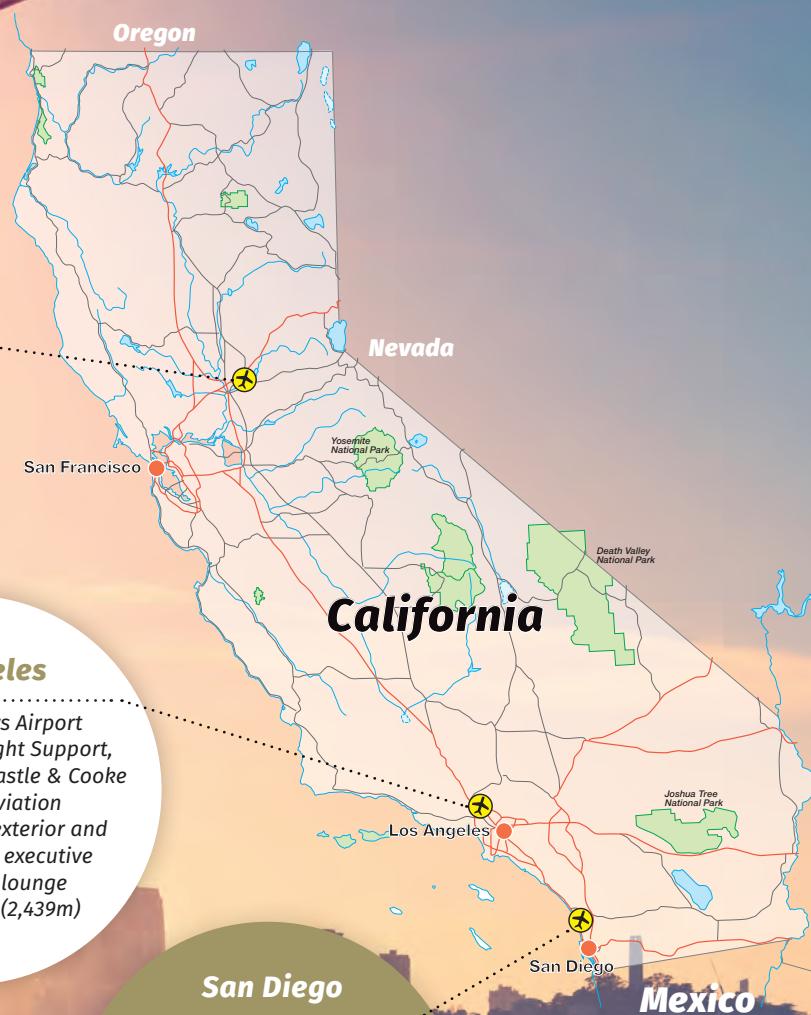 Oregon
Nevada
Yosemite
National Park
San Francisco
Death Valley
National Park
California
Joshua Tree
National Park
Los Angeles
San Diego
Mexico
eles
s Airport
ght Support,
astle & Cooke
viation
exterior and
executive
lounge
(2,439m)
San Diego